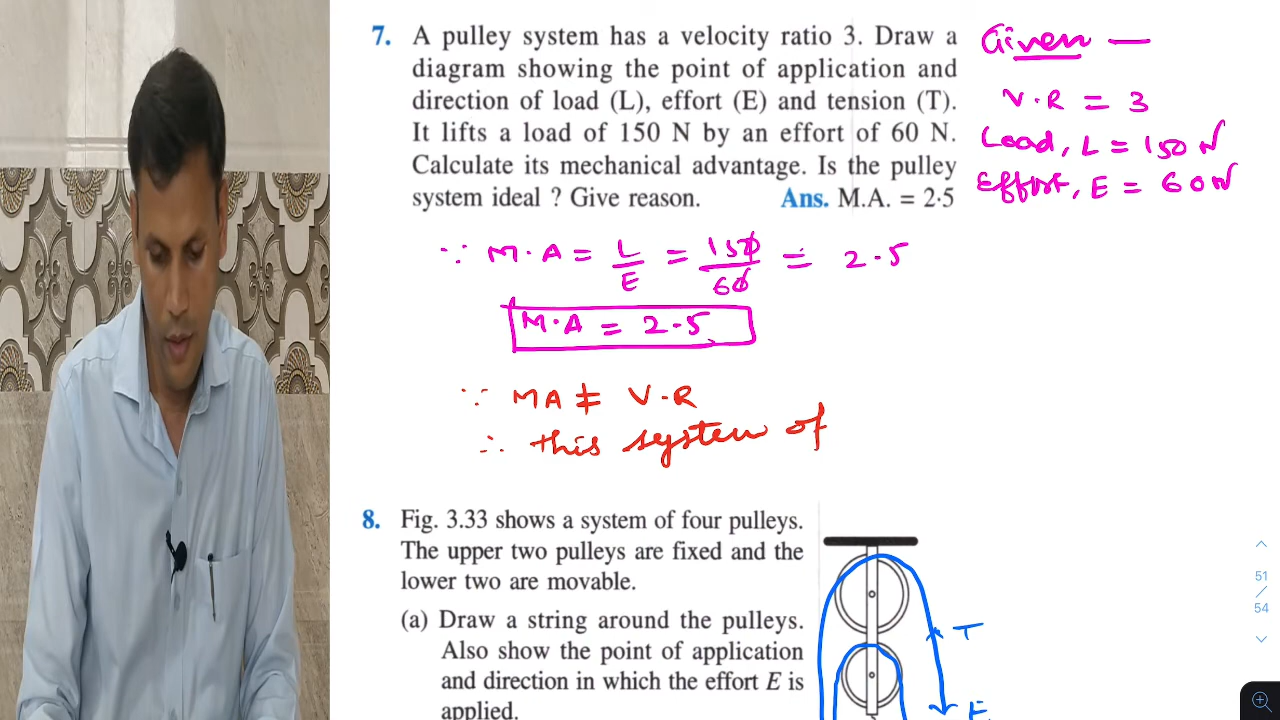 7. A pulley system has a velocity ratio 3. Draw a
diagram showing the point of application and
direction of load (L), effort (E) and tension (T).
It lifts a load of 150 N by an effort of 60 N.
Calculate its mechanical advantage. Is the pulley
system ideal ? Give reason. Ans. M.A. = 2·5
Given —
V.R = 3
Load, L = 150 N
Effort, E = 60 N
∵ M.A = L/E = 150/60 = 2.5
M.A = 2.5
∵ MA ≠ V.R
∴ this system of
8. Fig. 3.33 shows a system of four pulleys.
The upper two pulleys are fixed and the
lower two are movable.
(a) Draw a string around the pulleys.
Also show the point of application
and direction in which the effort E is
applied.
T
E
51
/
54